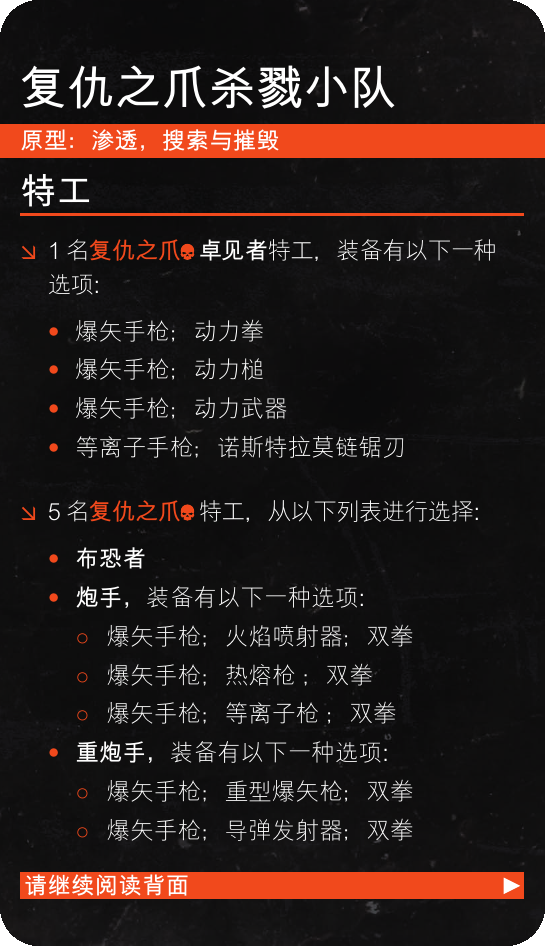 复仇之爪杀戮小队
原型：渗透，搜索与摧毁
特工
1 名复仇之爪卓见者特工，装备有以下一种
选项：
爆矢手枪；动力拳
爆矢手枪；动力槌
爆矢手枪；动力武器
等离子手枪；诺斯特拉莫链锯刃
5 名复仇之爪特工，从以下列表进行选择：
布恐者
炮手，装备有以下一种选项：
爆矢手枪；火焰喷射器；双拳
爆矢手枪；热熔枪 ；双拳
爆矢手枪；等离子枪 ；双拳
重炮手，装备有以下一种选项：
爆矢手枪；重型爆矢枪；双拳
爆矢手枪；导弹发射器；双拳
请继续阅读背面